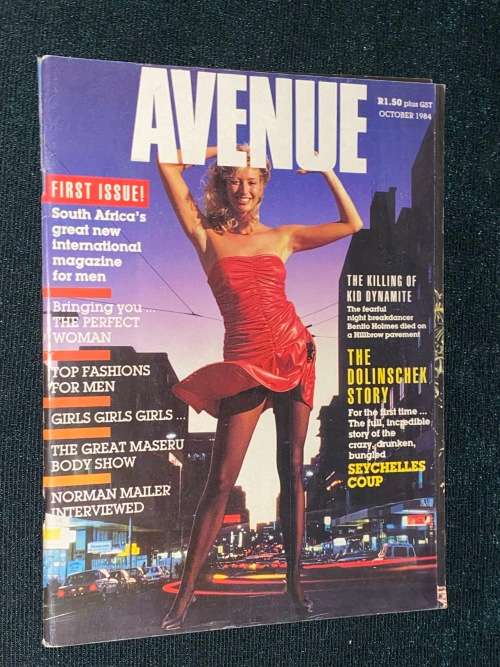 AVENUE
R1.50 plus GST
OCTOBER 1984
FIRST ISSUE!
South Africa's
great new
international
magazine
for men
Bringing you ...
THE PERFECT
WOMAN
TOP FASHIONS
FOR MEN
GIRLS GIRLS GIRLS ...
THE GREAT MASERU
BODY SHOW
NORMAN MAILER
INTERVIEWED
THE KILLING OF
KID DYNAMITE
The fearful
night breakdancer
Benito Holmes died on
a Hillbrow pavement
THE
DOLINSCHEK
STORY
For the first time ...
The full, incredible
story of the
crazy, drunken,
bungled
SEYCHELLES
COUP